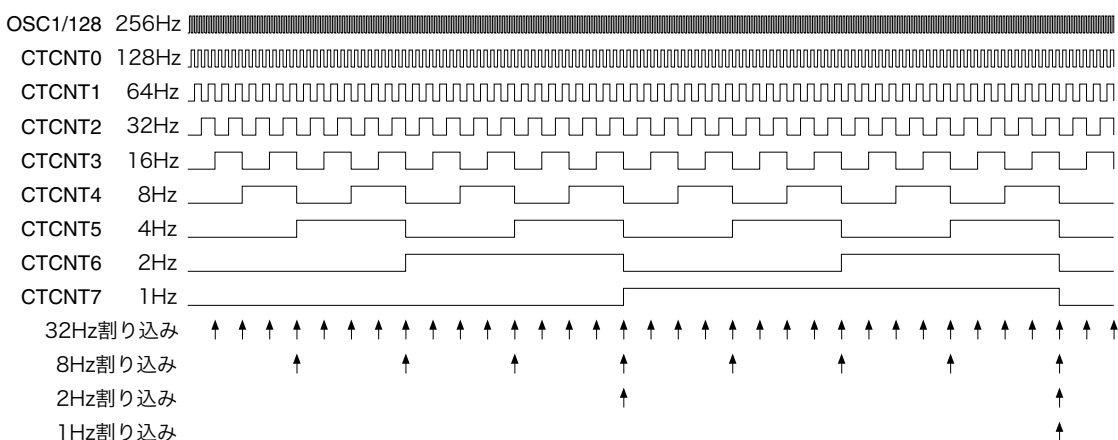 OSC1/128 256Hz
CTCNT0 128Hz
CTCNT1 64Hz
CTCNT2 32Hz
CTCNT3 16Hz
CTCNT4 8Hz
CTCNT5 4Hz
CTCNT6 2Hz
CTCNT7 1Hz
32Hz割り込み
8Hz割り込み
2Hz割り込み
1Hz割り込み